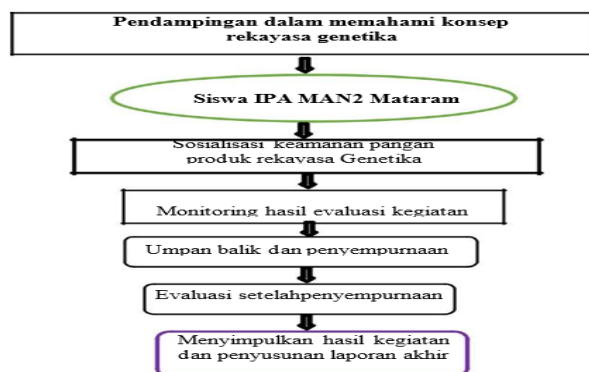 Pendampingan dalam memahami konsep
rekayasa genetika
Siswa IPA MAN2 Mataram
Sosialisasi keamanan pangan
produk rekayasa Genetika
Monitoring hasil evaluasi kegiatan
Umpan balik dan penyempurnaan
Evaluasi setelahpenyempurnaan
Menyimpulkan hasil kegiatan
dan penyusunan laporan akhir